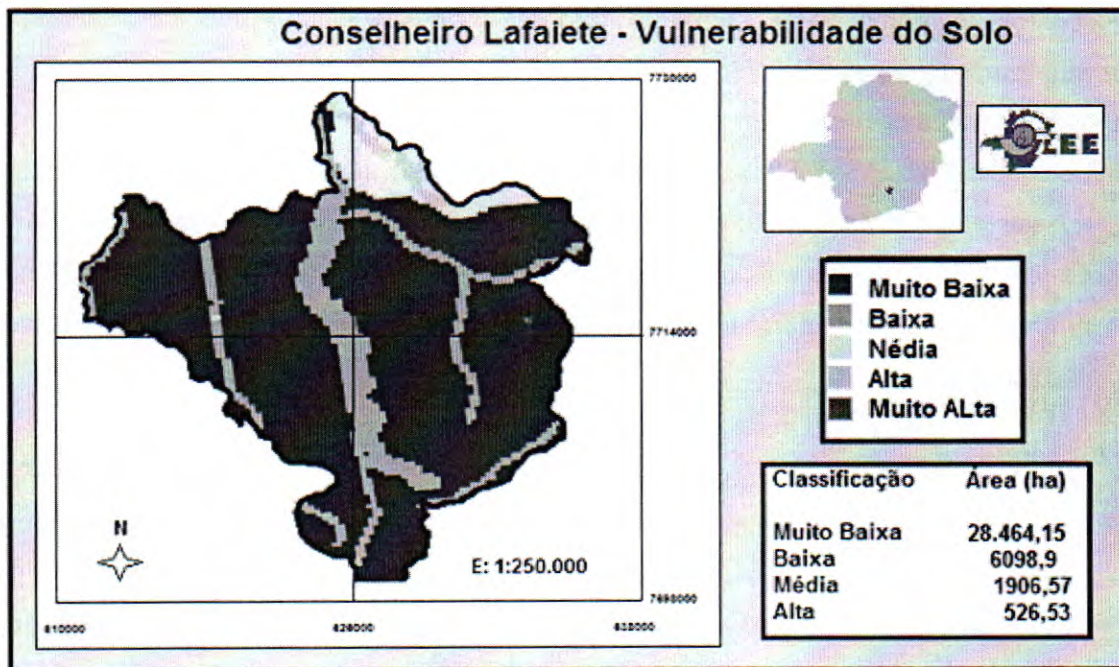 Conselheiro Lafaiete - Vulnerabilidade do Solo
7714000
N
E: 1:250.000
Muito Baixa
Baixa
Nédia
Alta
Muito ALta
Classificação Área (ha)
Muito Baixa 28.464,15
Baixa 6098,9
Média 1906,57
Alta 526,53